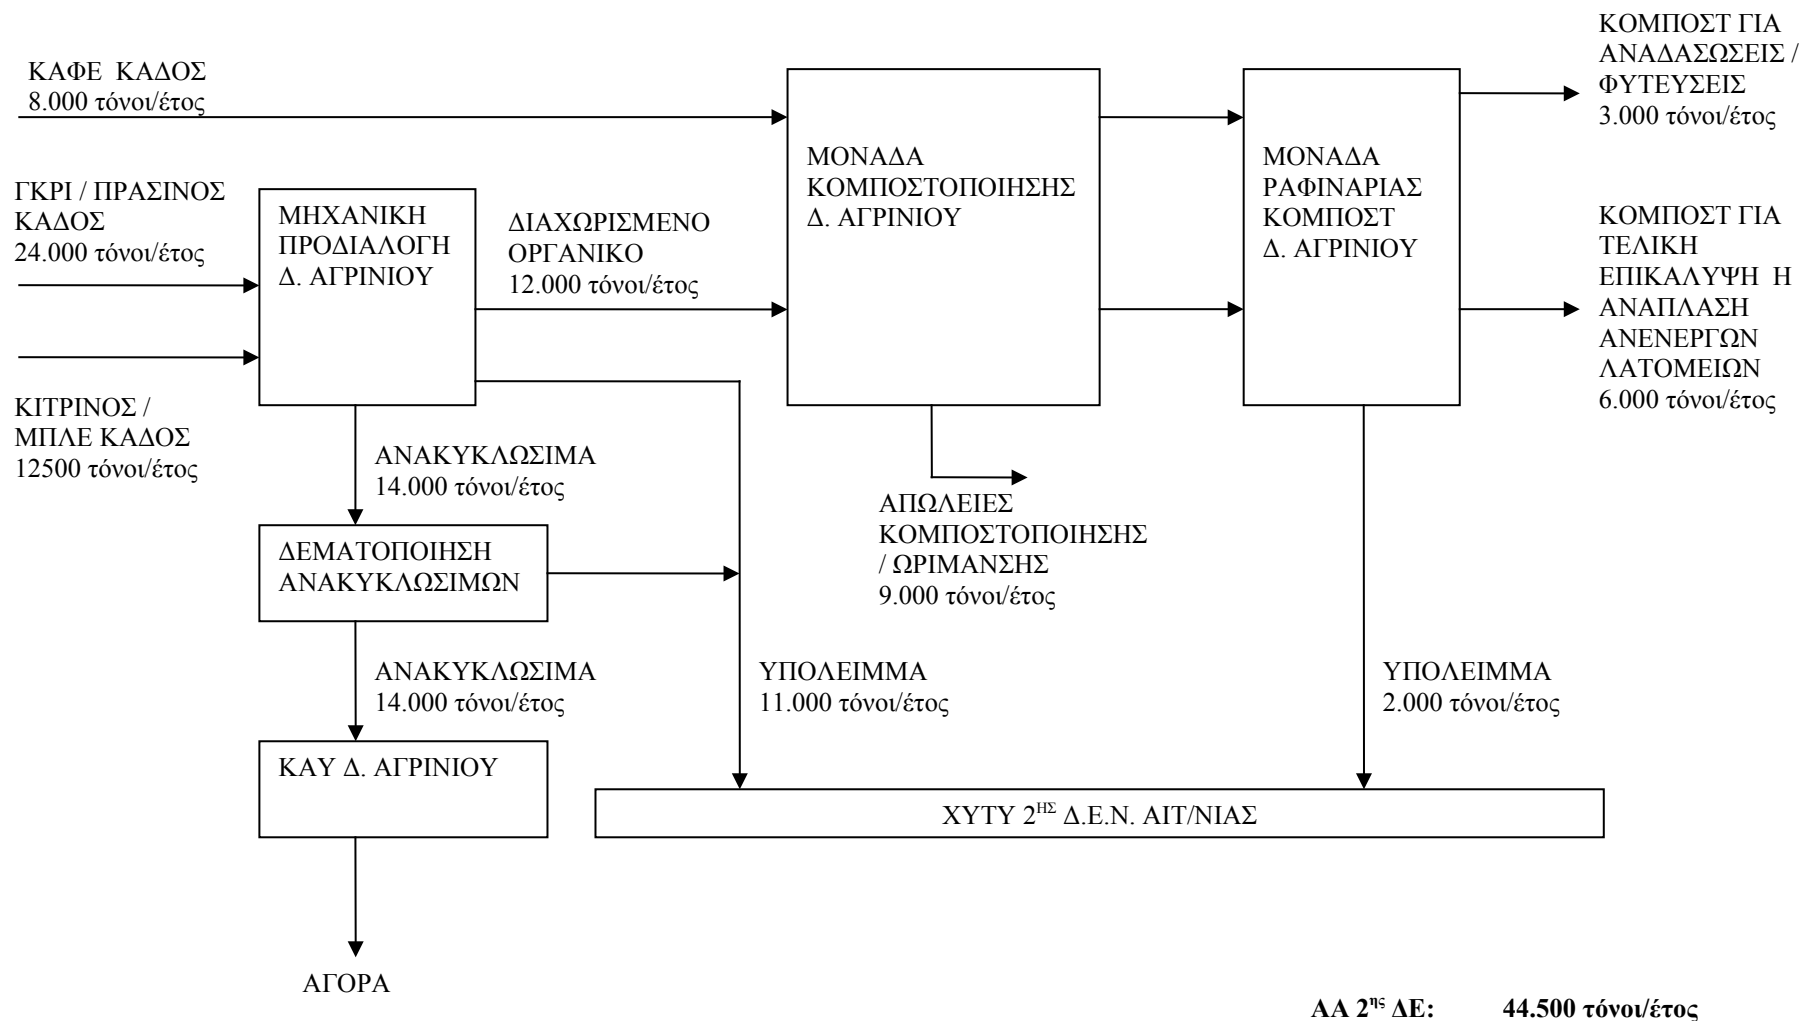 ΚΑΦΕ ΚΑΔΟΣ
8.000 τόνοι/έτος
ΓΚΡΙ / ΠΡΑΣΙΝΟΣ
ΚΑΔΟΣ
24.000 τόνοι/έτος
ΚΙΤΡΙΝΟΣ /
ΜΠΛΕ ΚΑΔΟΣ
12500 τόνοι/έτος
ΜΗΧΑΝΙΚΗ
ΠΡΟΔΙΑΛΟΓΗ
Δ. ΑΓΡΙΝΙΟΥ
ΔΙΑΧΩΡΙΣΜΕΝΟ
ΟΡΓΑΝΙΚΟ
12.000 τόνοι/έτος
ΜΟΝΑΔΑ
ΚΟΜΠΟΣΤΟΠΟΙΗΣΗΣ
Δ. ΑΓΡΙΝΙΟΥ
ΜΟΝΑΔΑ
ΡΑΦΙΝΑΡΙΑΣ
ΚΟΜΠΟΣΤ
Δ. ΑΓΡΙΝΙΟΥ
ΚΟΜΠΟΣΤ ΓΙΑ
ΑΝΑΔΑΣΩΣΕΙΣ /
ΦΥΤΕΥΣΕΙΣ
3.000 τόνοι/έτος
ΚΟΜΠΟΣΤ ΓΙΑ
ΤΕΛΙΚΗ
ΕΠΙΚΑΛΥΨΗ Η
ΑΝΑΠΛΑΣΗ
ΑΝΕΝΕΡΓΩΝ
ΛΑΤΟΜΕΙΩΝ
6.000 τόνοι/έτος
ΑΝΑΚΥΚΛΩΣΙΜΑ
14.000 τόνοι/έτος
ΑΠΩΛΕΙΕΣ
ΚΟΜΠΟΣΤΟΠΟΙΗΣΗΣ
/ ΩΡΙΜΑΝΣΗΣ
9.000 τόνοι/έτος
ΔΕΜΑΤΟΠΟΙΗΣΗ
ΑΝΑΚΥΚΛΩΣΙΜΩΝ
ΑΝΑΚΥΚΛΩΣΙΜΑ
14.000 τόνοι/έτος
ΥΠΟΛΕΙΜΜΑ
11.000 τόνοι/έτος
ΥΠΟΛΕΙΜΜΑ
2.000 τόνοι/έτος
ΚΑΥ Δ. ΑΓΡΙΝΙΟΥ
ΧΥΤΥ 2ΗΣ Δ.Ε.Ν. ΑΙΤ/ΝΙΑΣ
ΑΓΟΡΑ
ΑΑ 2ης ΔΕ: 44.500 τόνοι/έτος